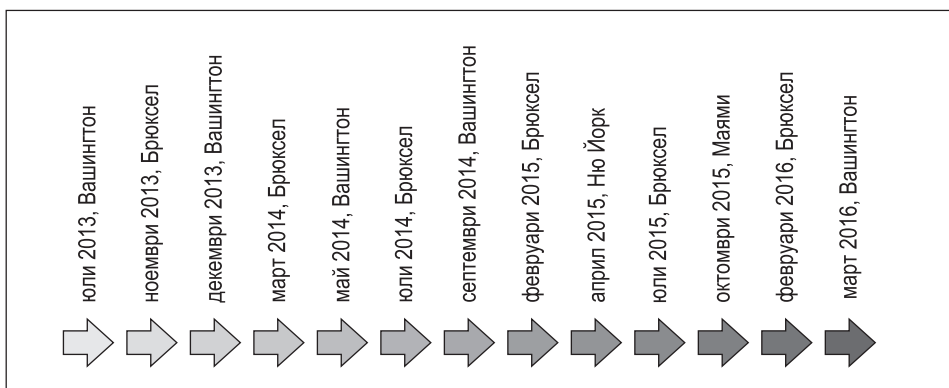 юли 2013, Вашингтон
ноември 2013, Брюксел
декември 2013, Вашингтон
март 2014, Брюксел
май 2014, Вашингтон
юли 2014, Брюксел
септември 2014, Вашингтон
февруари 2015, Брюксел
април 2015, Ню Йорк
юли 2015, Брюксел
октомври 2015, Маями
февруари 2016, Брюксел
март 2016, Вашингтон